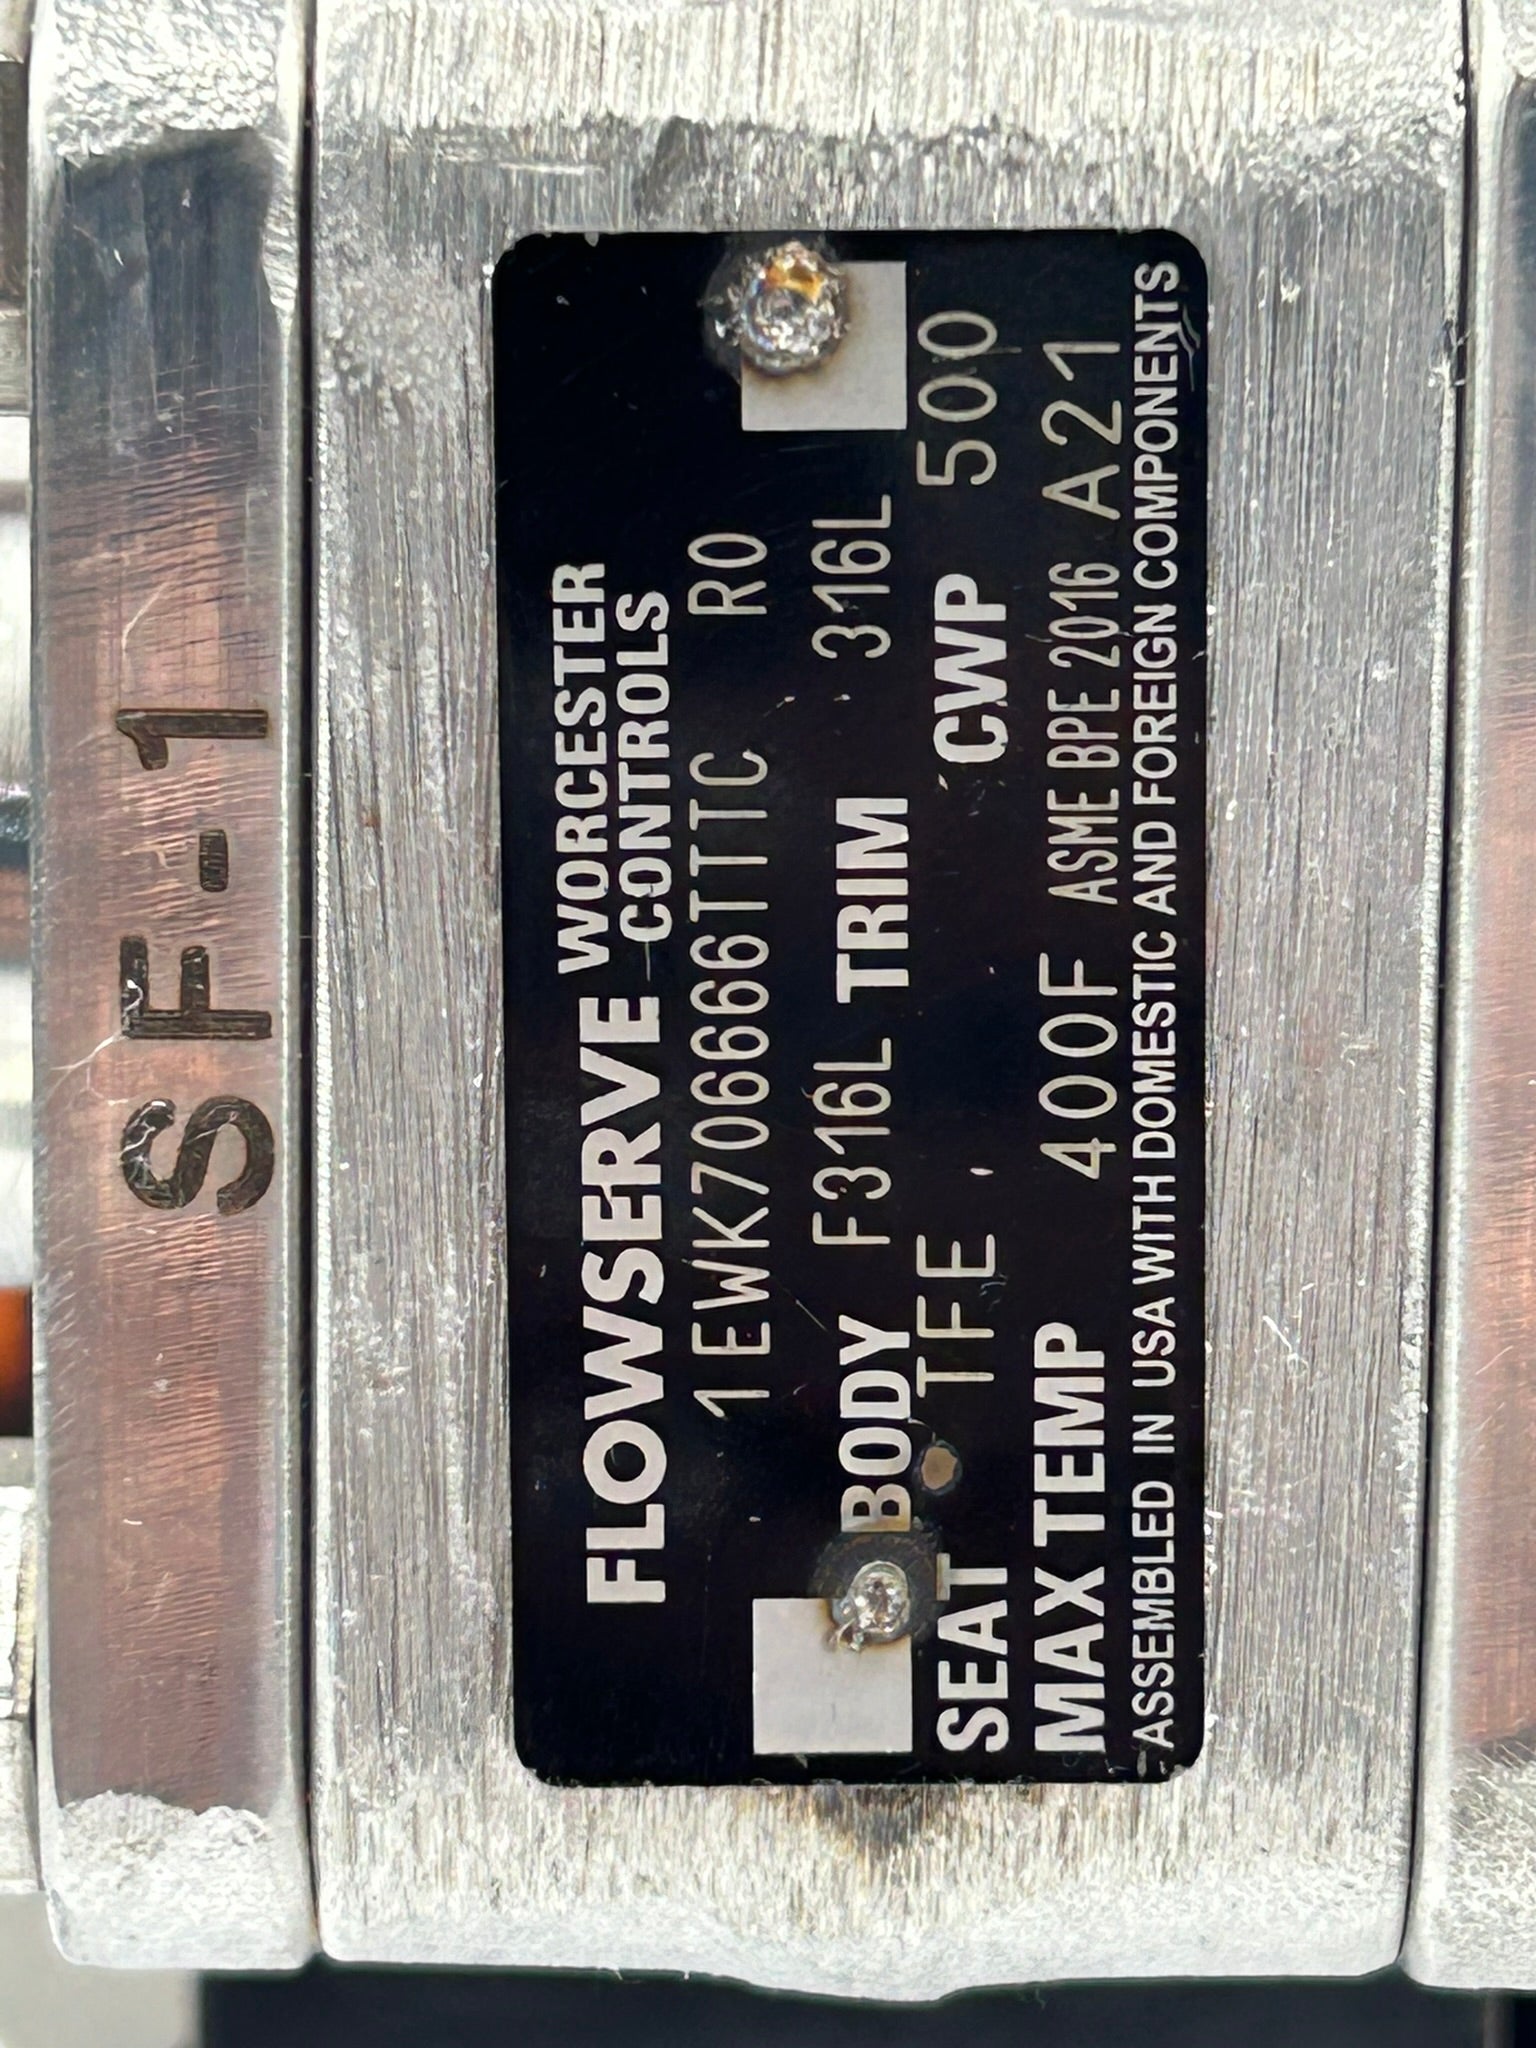 SF-1
FLOWSERVE WORCESTER CONTROLS
1EWK706666TTTC R0
BODY F316L TRIM 316L
SEAT TFE CWP 500
MAX TEMP 400F ASME BPE 2016 A21
ASSEMBLED IN USA WITH DOMESTIC AND FOREIGN COMPONENTS